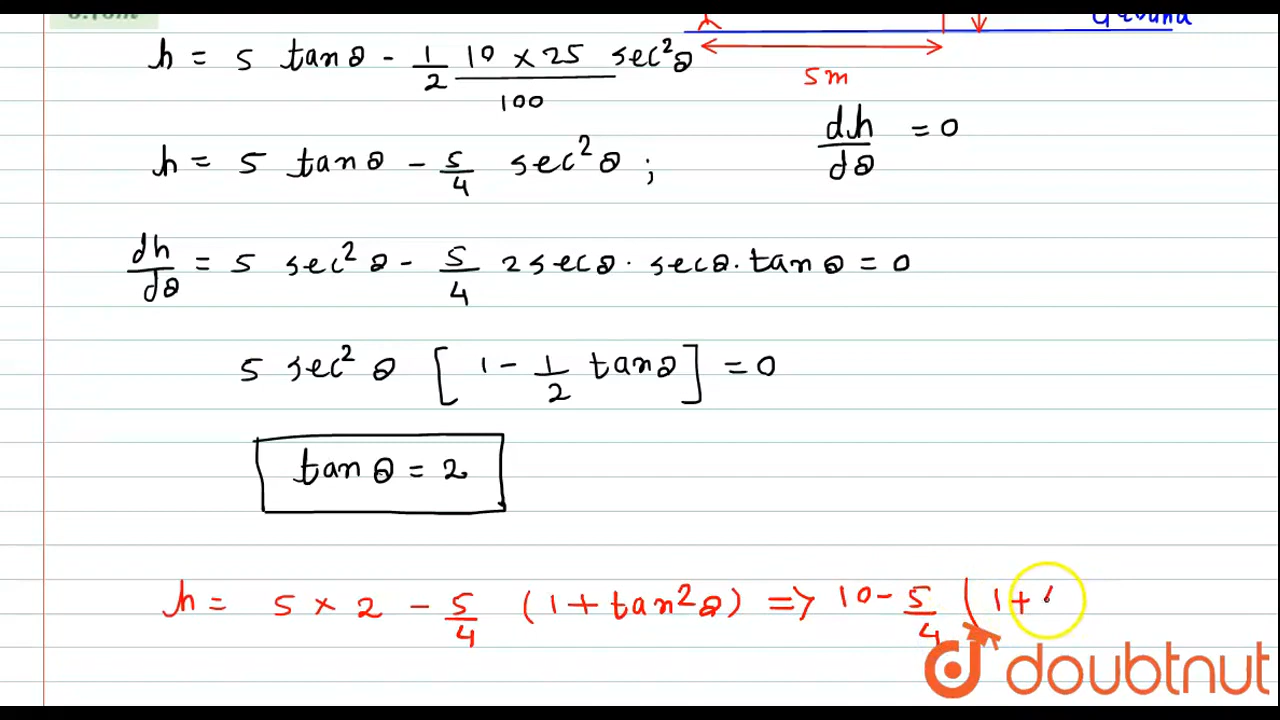 Ground
h = 5 tanθ - 1/2 10 × 25/100 sec²θ
5m
dh/dθ = 0
h = 5 tanθ - 5/4 sec²θ ;
dh/dθ = 5 sec²θ - 5/4 2secθ · secθ · tanθ = 0
5 sec²θ [1 - 1/2 tanθ] = 0
tanθ = 2
h = 5 × 2 - 5/4 (1 + tan²θ) => 10 - 5/4 (1 +
doubtnut